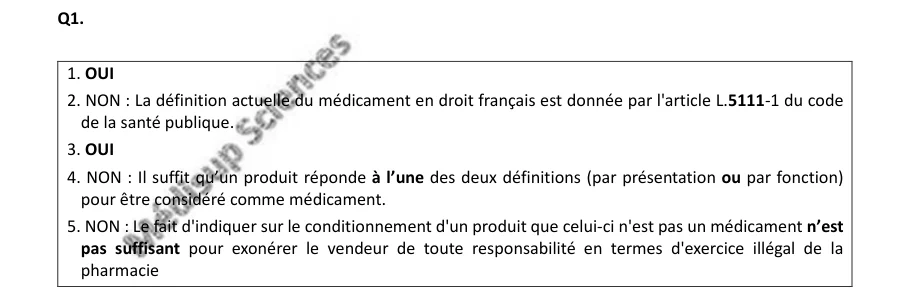 Q1.
1. OUI
2. NON : La définition actuelle du médicament en droit français est donnée par l'article L.5111-1 du code
de la santé publique.
3. OUI
4. NON : Il suffit qu'un produit réponde à l’une des deux définitions (par présentation ou par fonction)
pour être considéré comme médicament.
5. NON : Le fait d'indiquer sur le conditionnement d'un produit que celui-ci n'est pas un médicament n’est
pas suffisant pour exonérer le vendeur de toute responsabilité en termes d'exercice illégal de la
pharmacie
Médisup Sciences